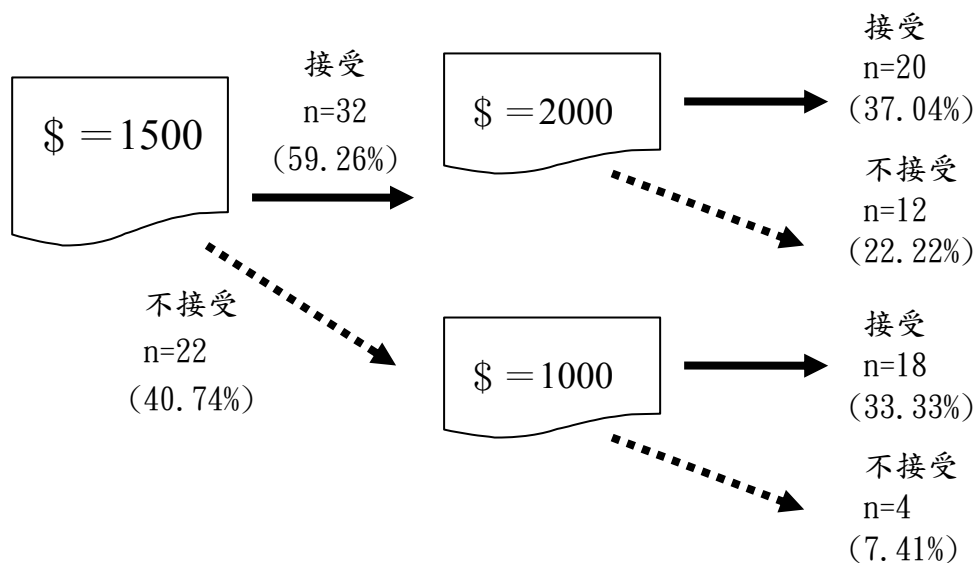 $＝1500
接受
n=32
(59.26%)
不接受
n=22
(40.74%)
$＝2000
接受
n=20
(37.04%)
不接受
n=12
(22.22%)
$＝1000
接受
n=18
(33.33%)
不接受
n=4
(7.41%)